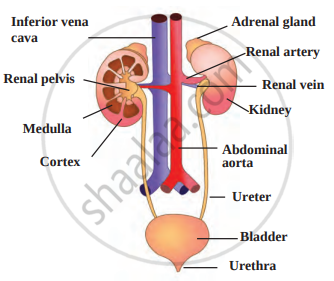 Inferior vena
cava
Adrenal gland
Renal artery
Renal pelvis
Renal vein
Kidney
Medulla
Cortex
Abdominal
aorta
Ureter
Bladder
Urethra
shaalaa.com